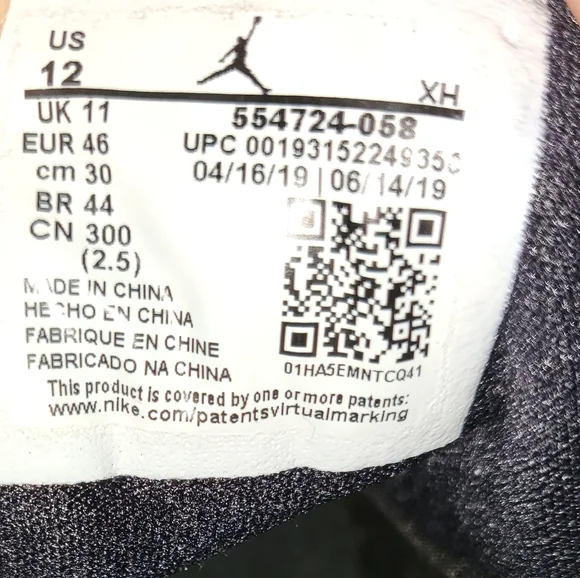 US
12
XH
UK 11
EUR 46
cm 30
BR 44
CN 300
(2.5)
554724-058
04/16/19 | 06/14/19
MADE IN CHINA
HECHO EN CHINA
FABRIQUE EN CHINE
FABRICADO NA CHINA
01HA5EMNTCQ41
This product is covered by one or more patents:
www.nike.com/patentsvirtualmarking